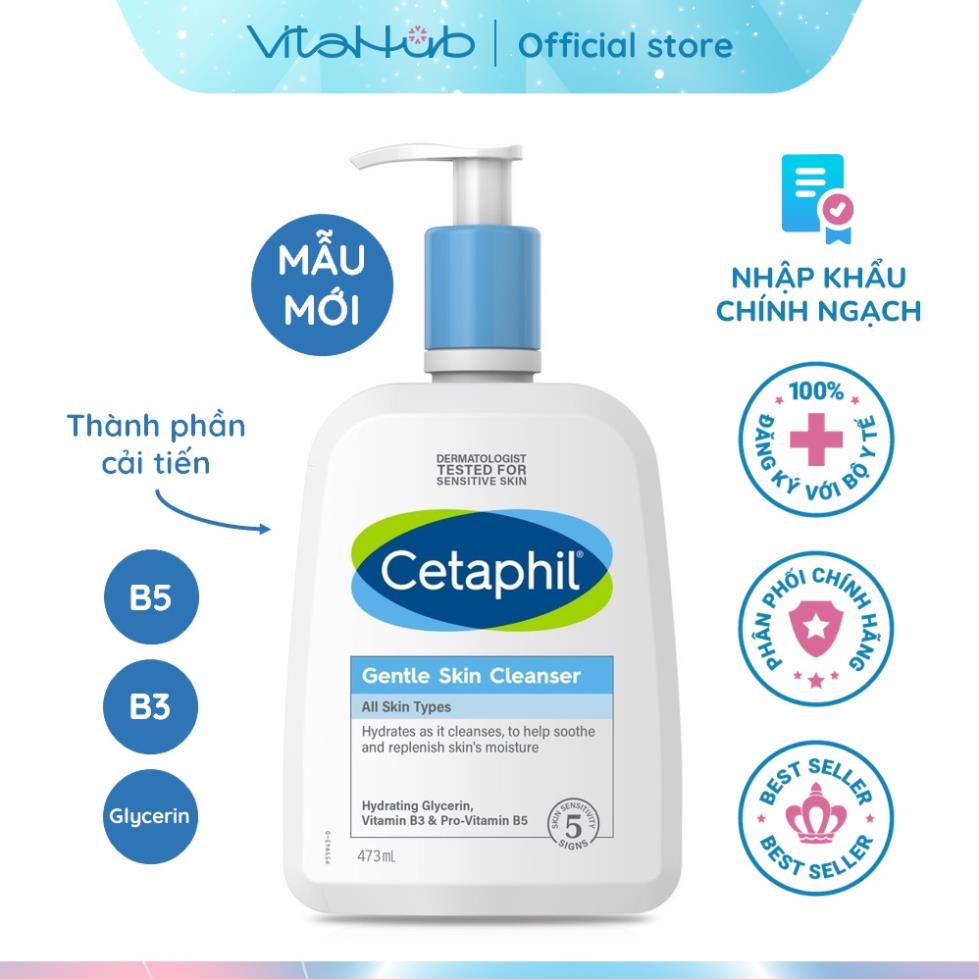 VitaHub | Official store
MẪU
MỚI
NHẬP KHẨU
CHÍNH NGẠCH
Thành phần
cải tiến
B5
B3
Glycerin
DERMATOLOGIST
TESTED FOR
SENSITIVE SKIN
Cetaphil®
Gentle Skin Cleanser
All Skin Types
Hydrates as it cleanses, to help soothe
and replenish skin's moisture
Hydrating Glycerin,
Vitamin B3 & Pro-Vitamin B5
SKIN SENSITIVITY
5
SIGNS
473mL
100%
ĐĂNG KÝ VỚI BỘ Y TẾ
PHÂN PHỐI CHÍNH HÃNG
BEST SELLER
BEST SELLER